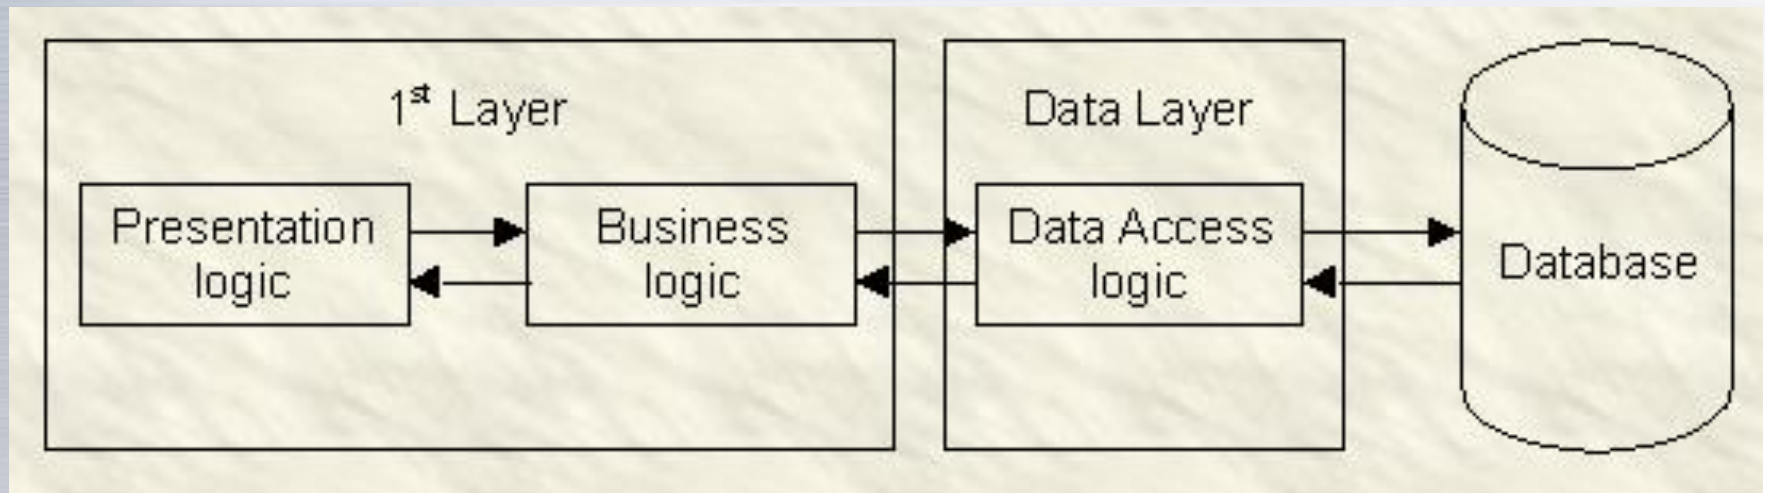 1st Layer
Presentation
logic
Business
logic
Data Layer
Data Access
logic
Database